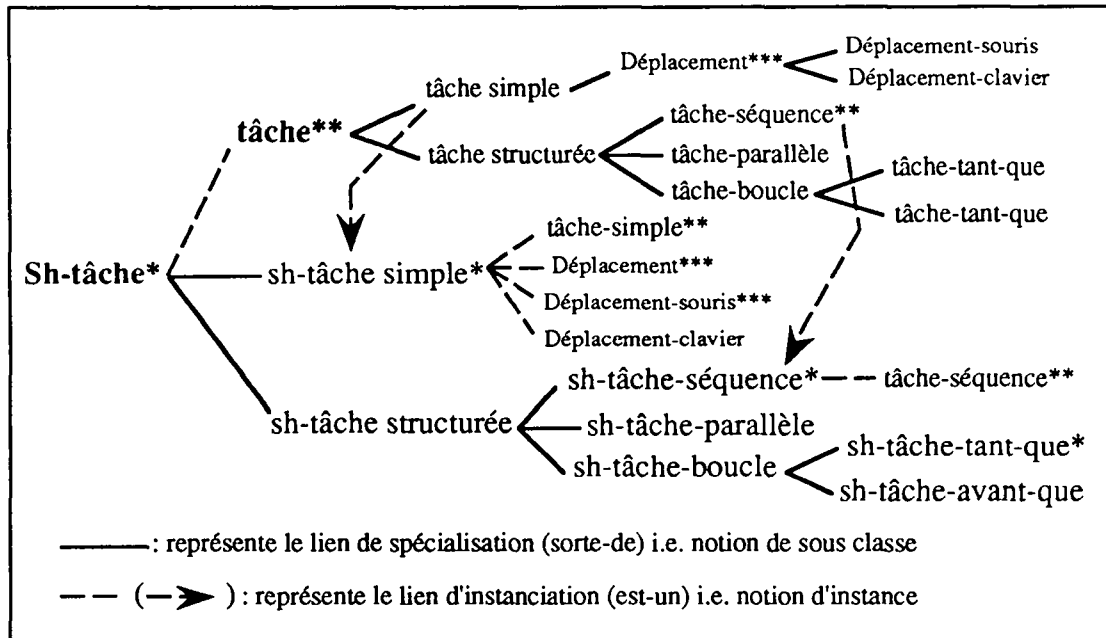 Déplacement-souris
Déplacement***
Déplacement-clavier
tâche simple
tâche**
tâche-séquence**
tâche structurée
tâche-parallèle
tâche-tant-que
tâche-boucle
tâche-tant-que
tâche-simple**
Sh-tâche*
sh-tâche simple*
Déplacement***
Déplacement-souris***
Déplacement-clavier
sh-tâche-séquence*
tâche-séquence**
sh-tâche structurée
sh-tâche-parallèle
sh-tâche-tant-que*
sh-tâche-boucle
sh-tâche-avant-que
: représente le lien de spécialisation (sorte-de) i.e. notion de sous classe
( ) : représente le lien d'instanciation (est-un) i.e. notion d'instance